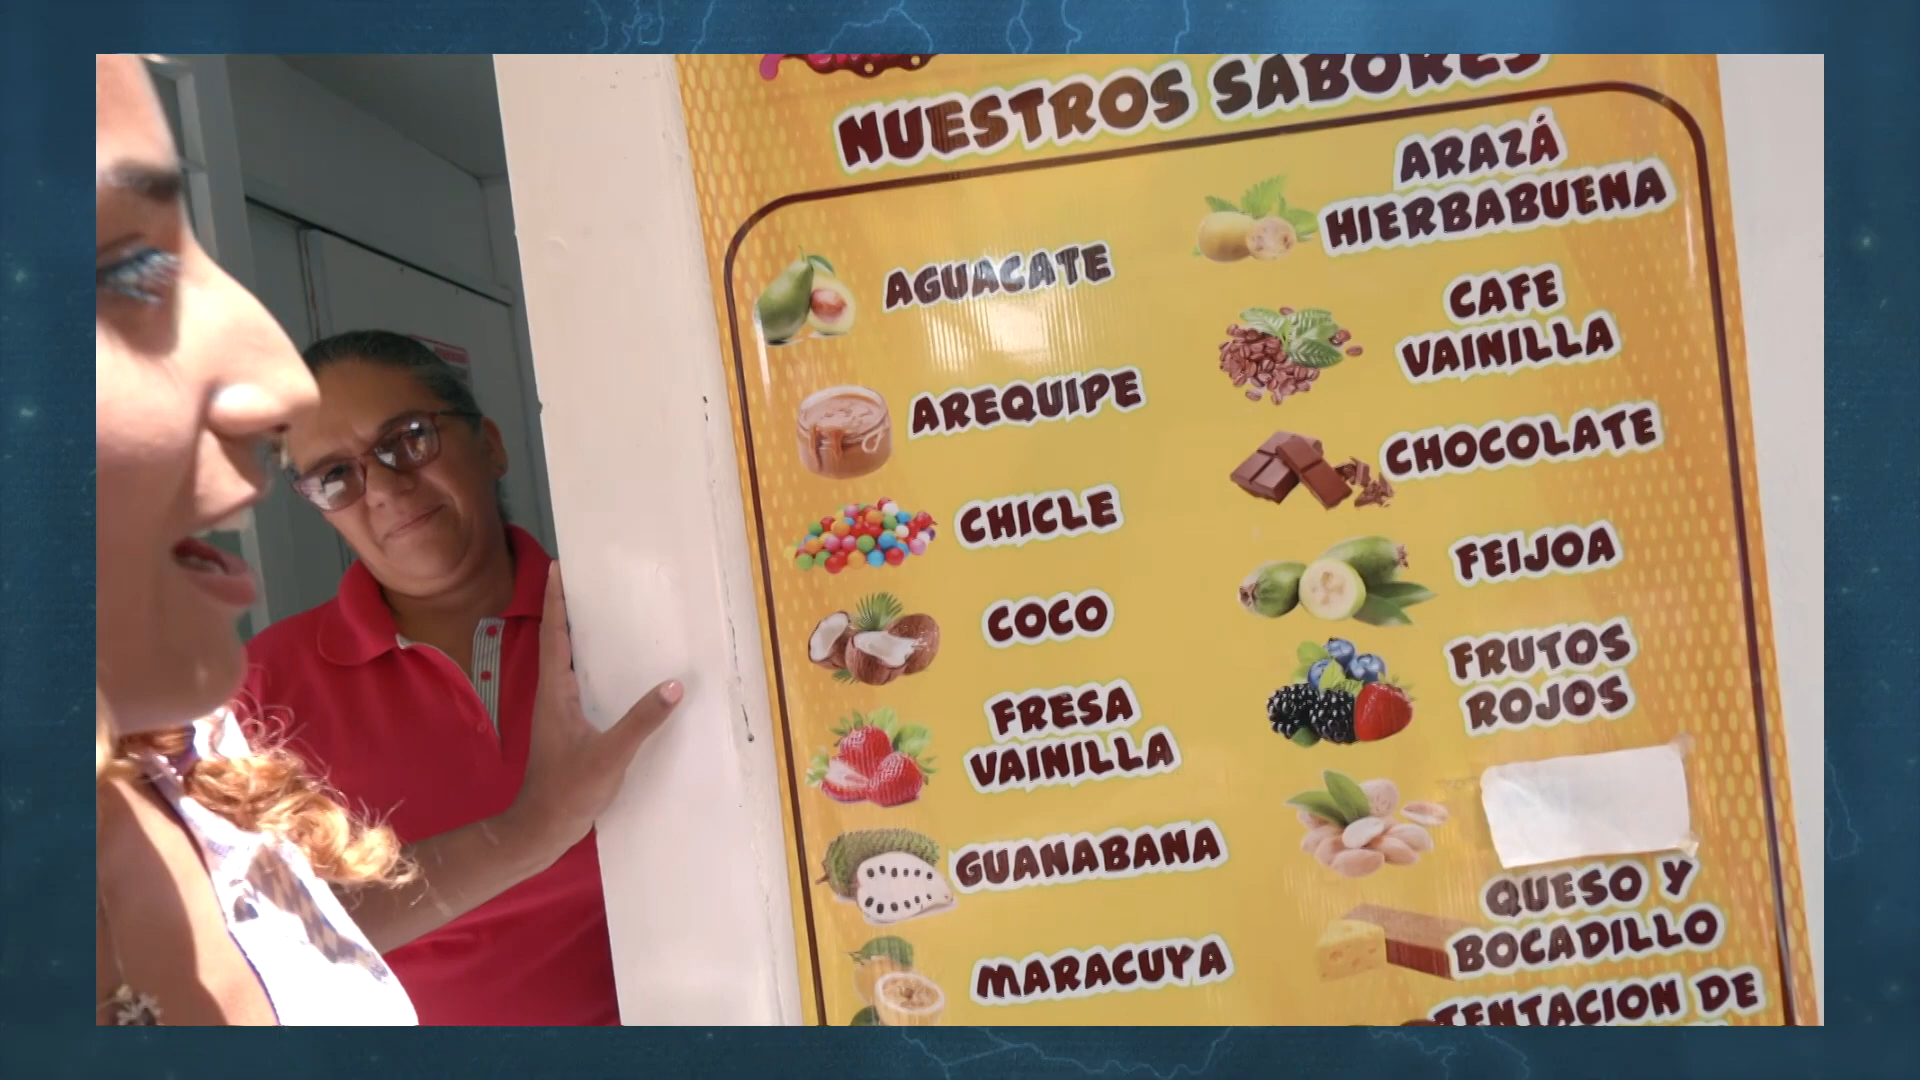 NUESTROS SABORES
AGUACATE
AREQUIPE
CHICLE
COCO
FRESA
VAINILLA
GUANABANA
MARACUYA
ARAZÁ
HIERBABUENA
CAFE
VAINILLA
CHOCOLATE
FEIJOA
FRUTOS
ROJOS
QUESO Y
BOCADILLO
TENTACION DE